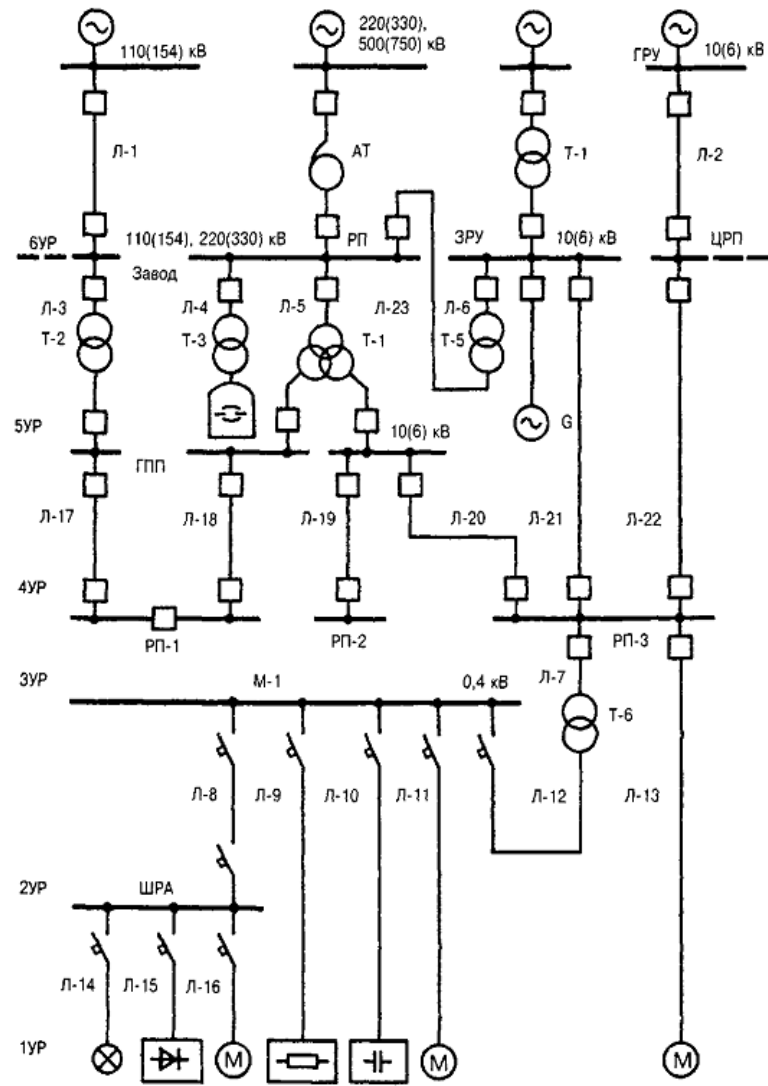 110(154) кВ
220(330),
500(750) кВ
ГРУ
10(6) кВ
Л-1
АТ
Т-1
Л-2
6УР
110(154), 220(330) кВ
РП
ЗРУ
10(6) кВ
ЦРП
Завод
Л-3
Т-2
Л-4
Т-3
Л-5
Л-23
Т-1
Л-6
Т-5
5УР
G
10(6) кВ
ГПП
Л-17
Л-18
Л-19
Л-20
Л-21
Л-22
4УР
РП-1
РП-2
РП-3
3УР
М-1
0,4 кВ
Л-7
Т-6
Л-8
Л-9
Л-10
Л-11
Л-12
Л-13
2УР
ШРА
Л-14
Л-15
Л-16
1УР
М
М
М